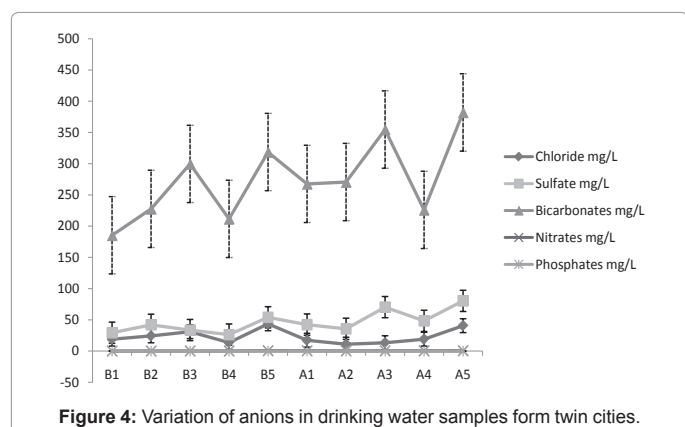 500
450
400
350
300
250
200
150
100
50
0
-50
B1 B2 B3 B4 B5 A1 A2 A3 A4 A5
Chloride mg/L
Sulfate mg/L
Bicarbonates mg/L
Nitrates mg/L
Phosphates mg/L
Figure 4: Variation of anions in drinking water samples form twin cities.